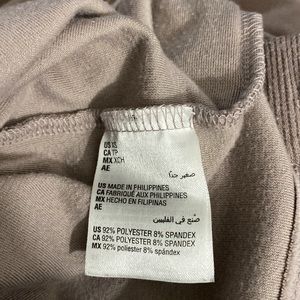 US XS
CA TP
MX XCH
AE
صغير جدا
US MADE IN PHILIPPINES
CA FABRIQUÉ AUX PHILIPPINES
MX HECHO EN FILIPINAS
AE
صنع في الفلبين
US 92% POLYESTER 8% SPANDEX
CA 92% POLYESTER 8% SPANDEX
MX 92% poliester 8% spándex